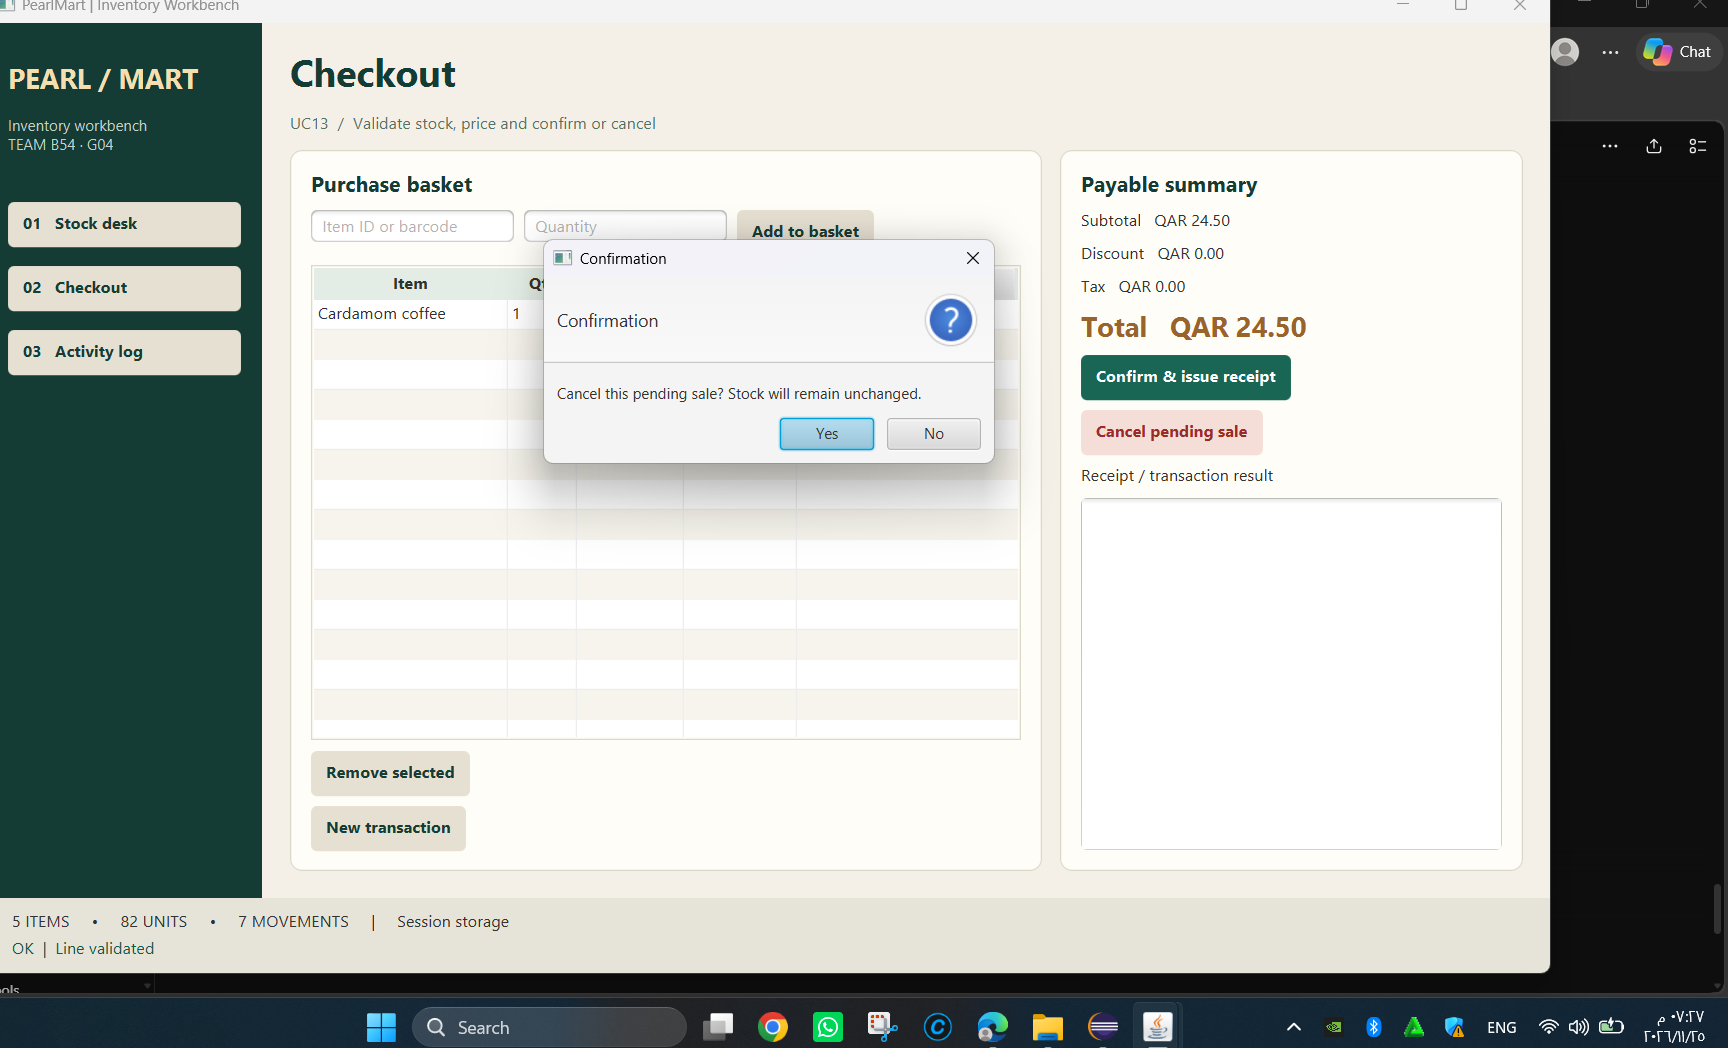 PearlMart | Inventory Workbench
PEARL / MART
Inventory workbench
TEAM B54 · G04
01 Stock desk
02 Checkout
03 Activity log
Checkout
UC13 / Validate stock, price and confirm or cancel
Purchase basket
Item ID or barcode
Quantity
Add to basket
Item
Cardamom coffee 1
Remove selected
New transaction
Confirmation
Confirmation
?
Cancel this pending sale? Stock will remain unchanged.
Yes
No
Payable summary
Subtotal QAR 24.50
Discount QAR 0.00
Tax QAR 0.00
Total QAR 24.50
Confirm & issue receipt
Cancel pending sale
Receipt / transaction result
5 ITEMS • 82 UNITS • 7 MOVEMENTS | Session storage
OK | Line validated
Chat
Search
ENG
٠٧:٢٧ م
٢٠٢٦/١١/٢٥